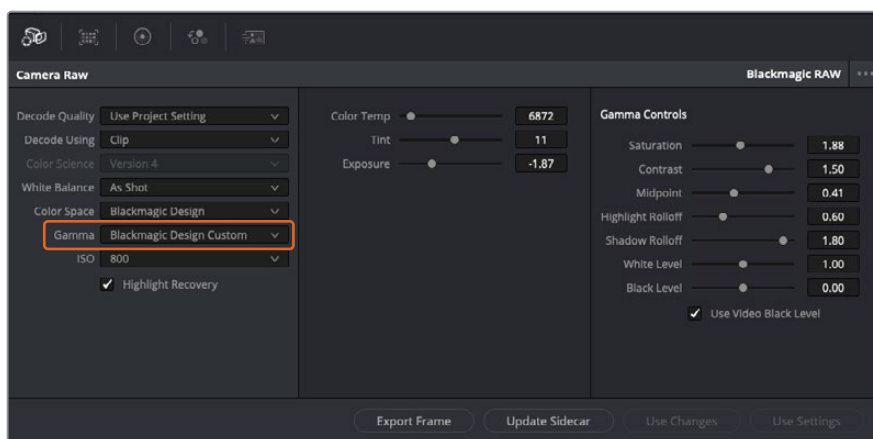 Camera Raw
Blackmagic RAW
Decode Quality Use Project Setting
Decode Using Clip
Color Science Version 4
White Balance As Shot
Color Space Blackmagic Design
Gamma Blackmagic Design Custom
ISO 800
Highlight Recovery
Color Temp 6872
Tint 11
Exposure -1.87
Gamma Controls
Saturation 1.88
Contrast 1.50
Midpoint 0.41
Highlight Rolloff 0.60
Shadow Rolloff 1.80
White Level 1.00
Black Level 0.00
Use Video Black Level
Export Frame
Update Sidecar
Use Changes
Use Settings